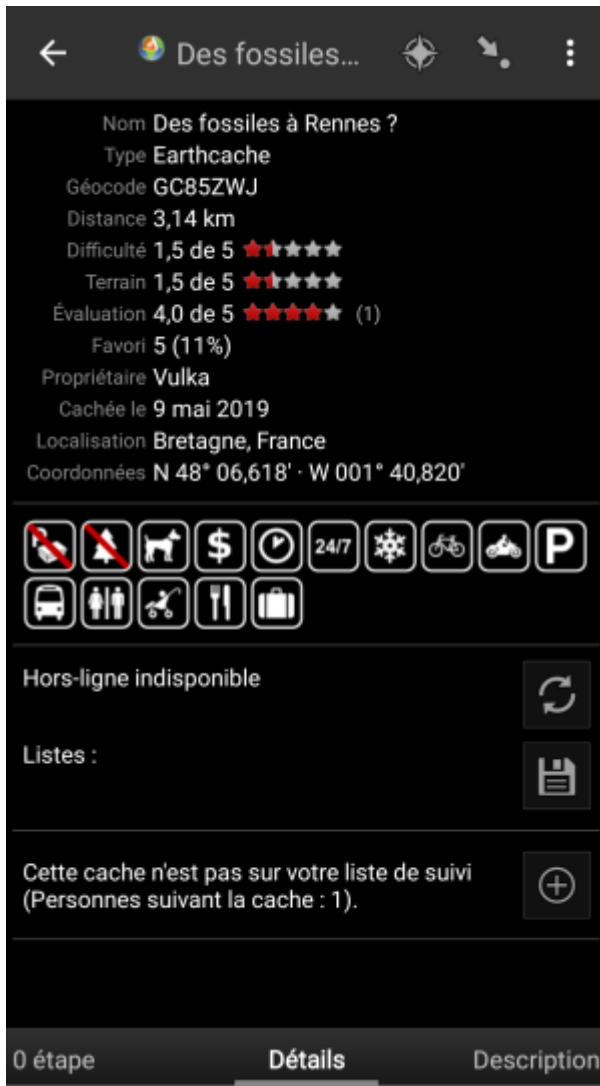 Des fossiles...
Nom Des fossiles à Rennes ?
Type Earthcache
Géocode GC85ZWJ
Distance 3,14 km
Difficulté 1,5 de 5
Terrain 1,5 de 5
Évaluation 4,0 de 5 (1)
Favori 5 (11%)
Propriétaire Vulka
Cachée le 9 mai 2019
Localisation Bretagne, France
Coordonnées N 48° 06,618' · W 001° 40,820'
$ 24/7 P
Hors-ligne indisponible
Listes :
Cette cache n'est pas sur votre liste de suivi
(Personnes suivant la cache : 1).
0 étape Détails Description